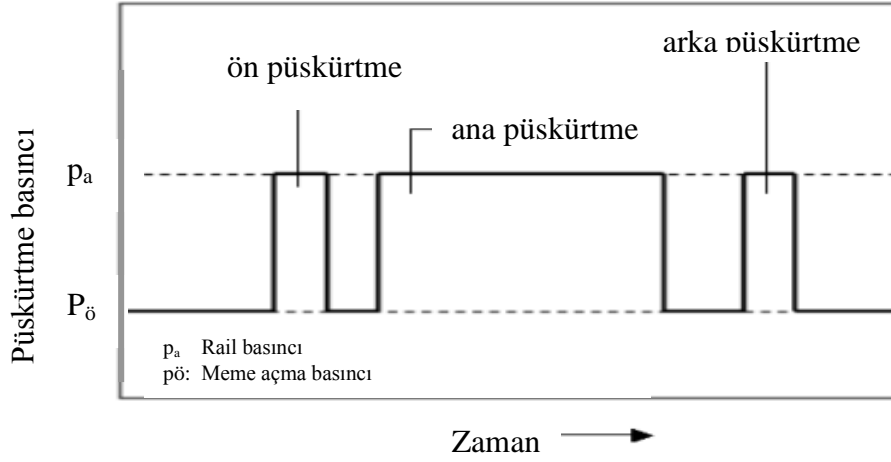 arka püskürtme
ön püskürtme
ana püskürtme
Püskürtme basıncı
pa
Pö
pa Rail basıncı
pö: Meme açma basıncı
Zaman